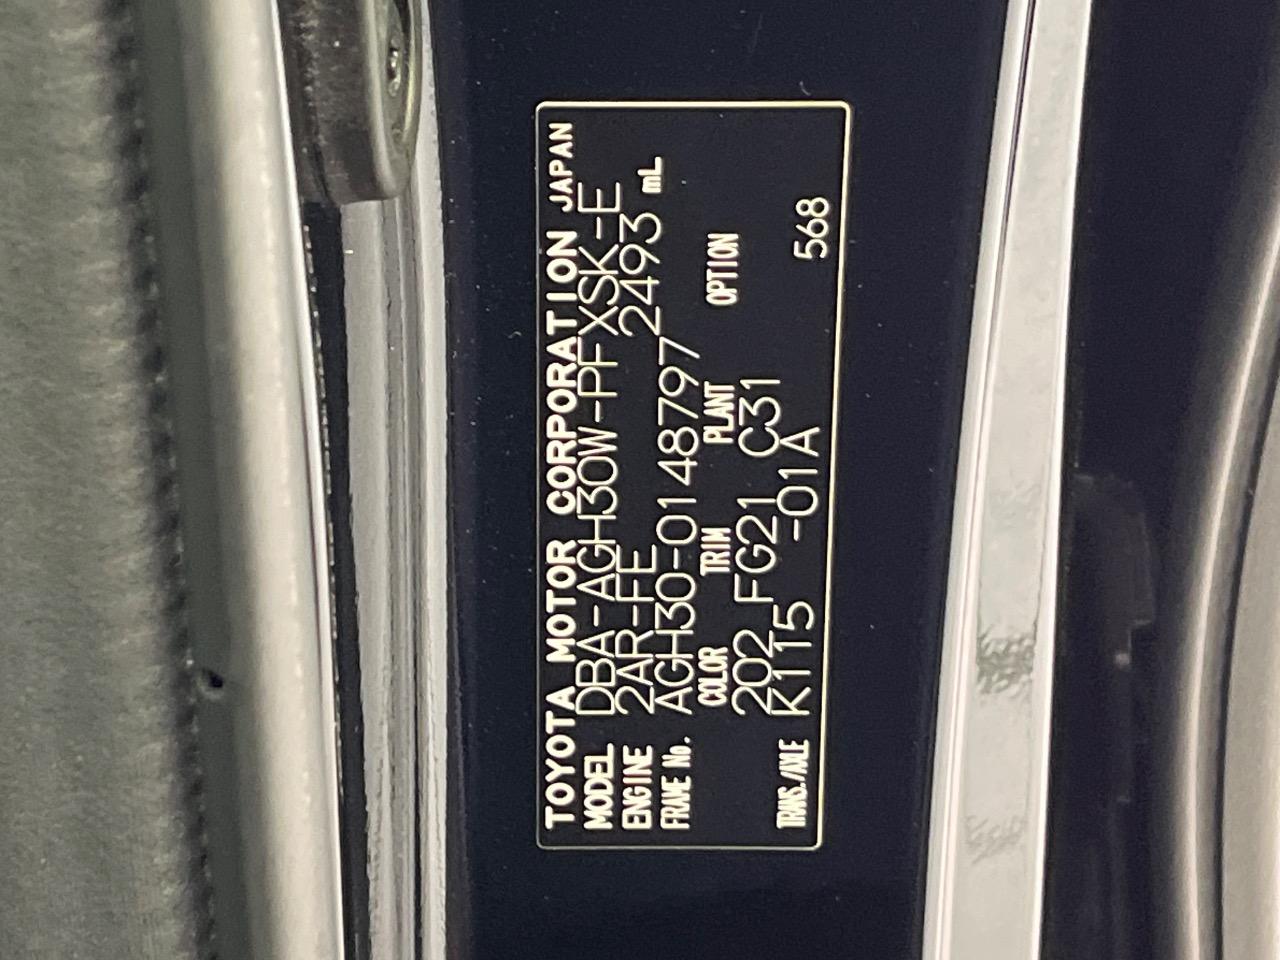 TOYOTA MOTOR CORPORATION JAPAN
MODEL DBA-AGH30W-PFXSK-E
ENGINE 2AR-FE 2493 mL
FRAME No. AGH30-0148797
COLOR TRIM PLANT OPTION
202 FG21 C31
TRANS./AXLE K115 -01A 568